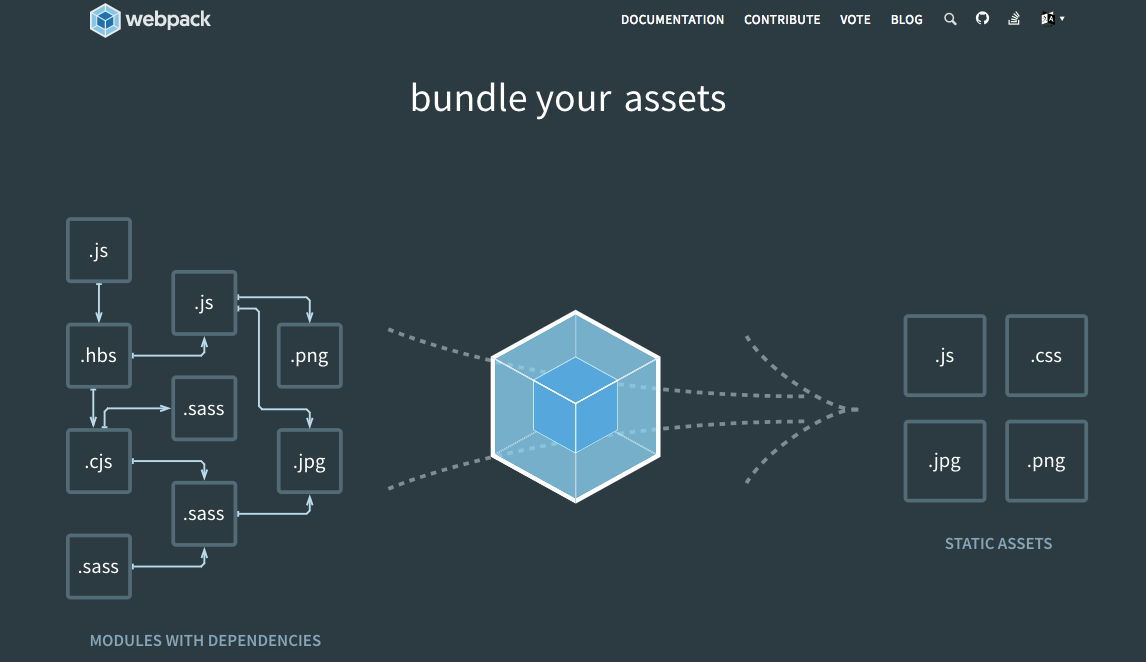 webpack
DOCUMENTATION CONTRIBUTE VOTE BLOG
bundle your assets
.js
.js
.hbs
.png
.sass
.cjs
.jpg
.sass
.sass
MODULES WITH DEPENDENCIES
.js .css
.jpg .png
STATIC ASSETS